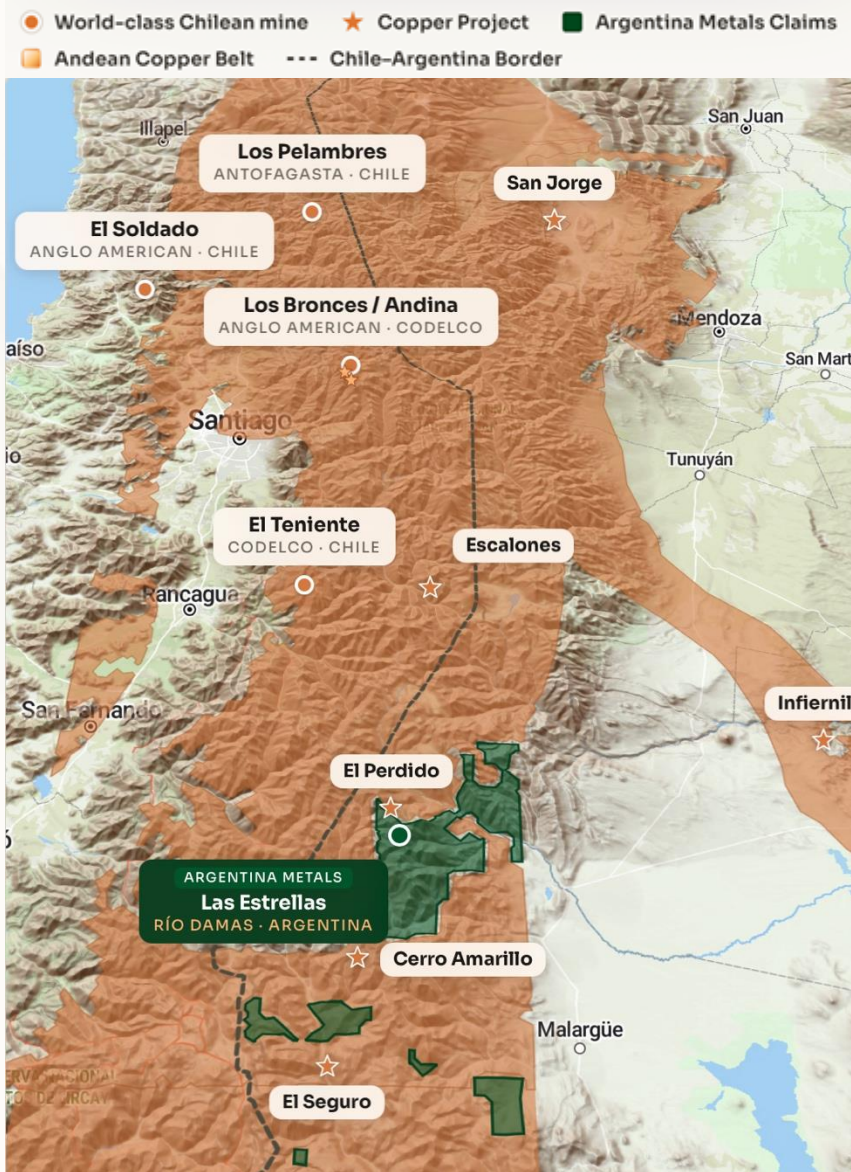 World-class Chilean mine
Copper Project
Argentina Metals Claims
Andean Copper Belt
Chile–Argentina Border
Illapel
San Juan
Los Pelambres
ANTOFAGASTA · CHILE
San Jorge
El Soldado
ANGLO AMERICAN · CHILE
Los Bronces / Andina
ANGLO AMERICAN · CODELCO
Mendoza
aíso
San Mart
Santiago
io
Tunuyán
El Teniente
CODELCO · CHILE
Escalones
Rancagua
San Fernando
Infiernil
El Perdido
ó
ARGENTINA METALS
Las Estrellas
RÍO DAMAS · ARGENTINA
Cerro Amarillo
Malargüe
El Seguro